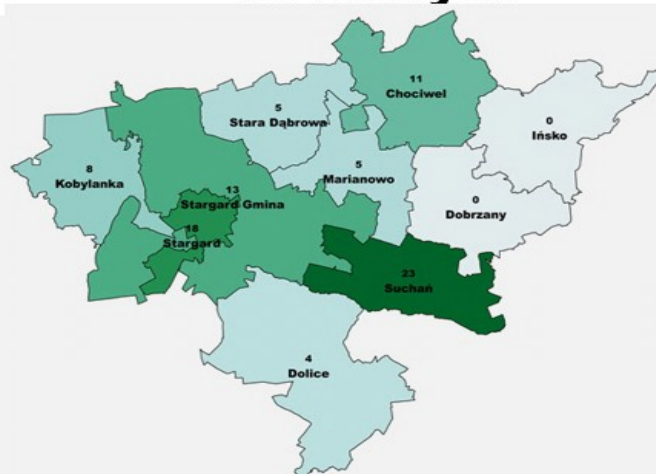 11
Chociwel
5
Stara Dąbrowa
0
Ińsko
8
Kobylanka
5
Marianowo
13
Stargard Gmina
0
Dobrzany
18
Stargard
23
Suchań
4
Dolice